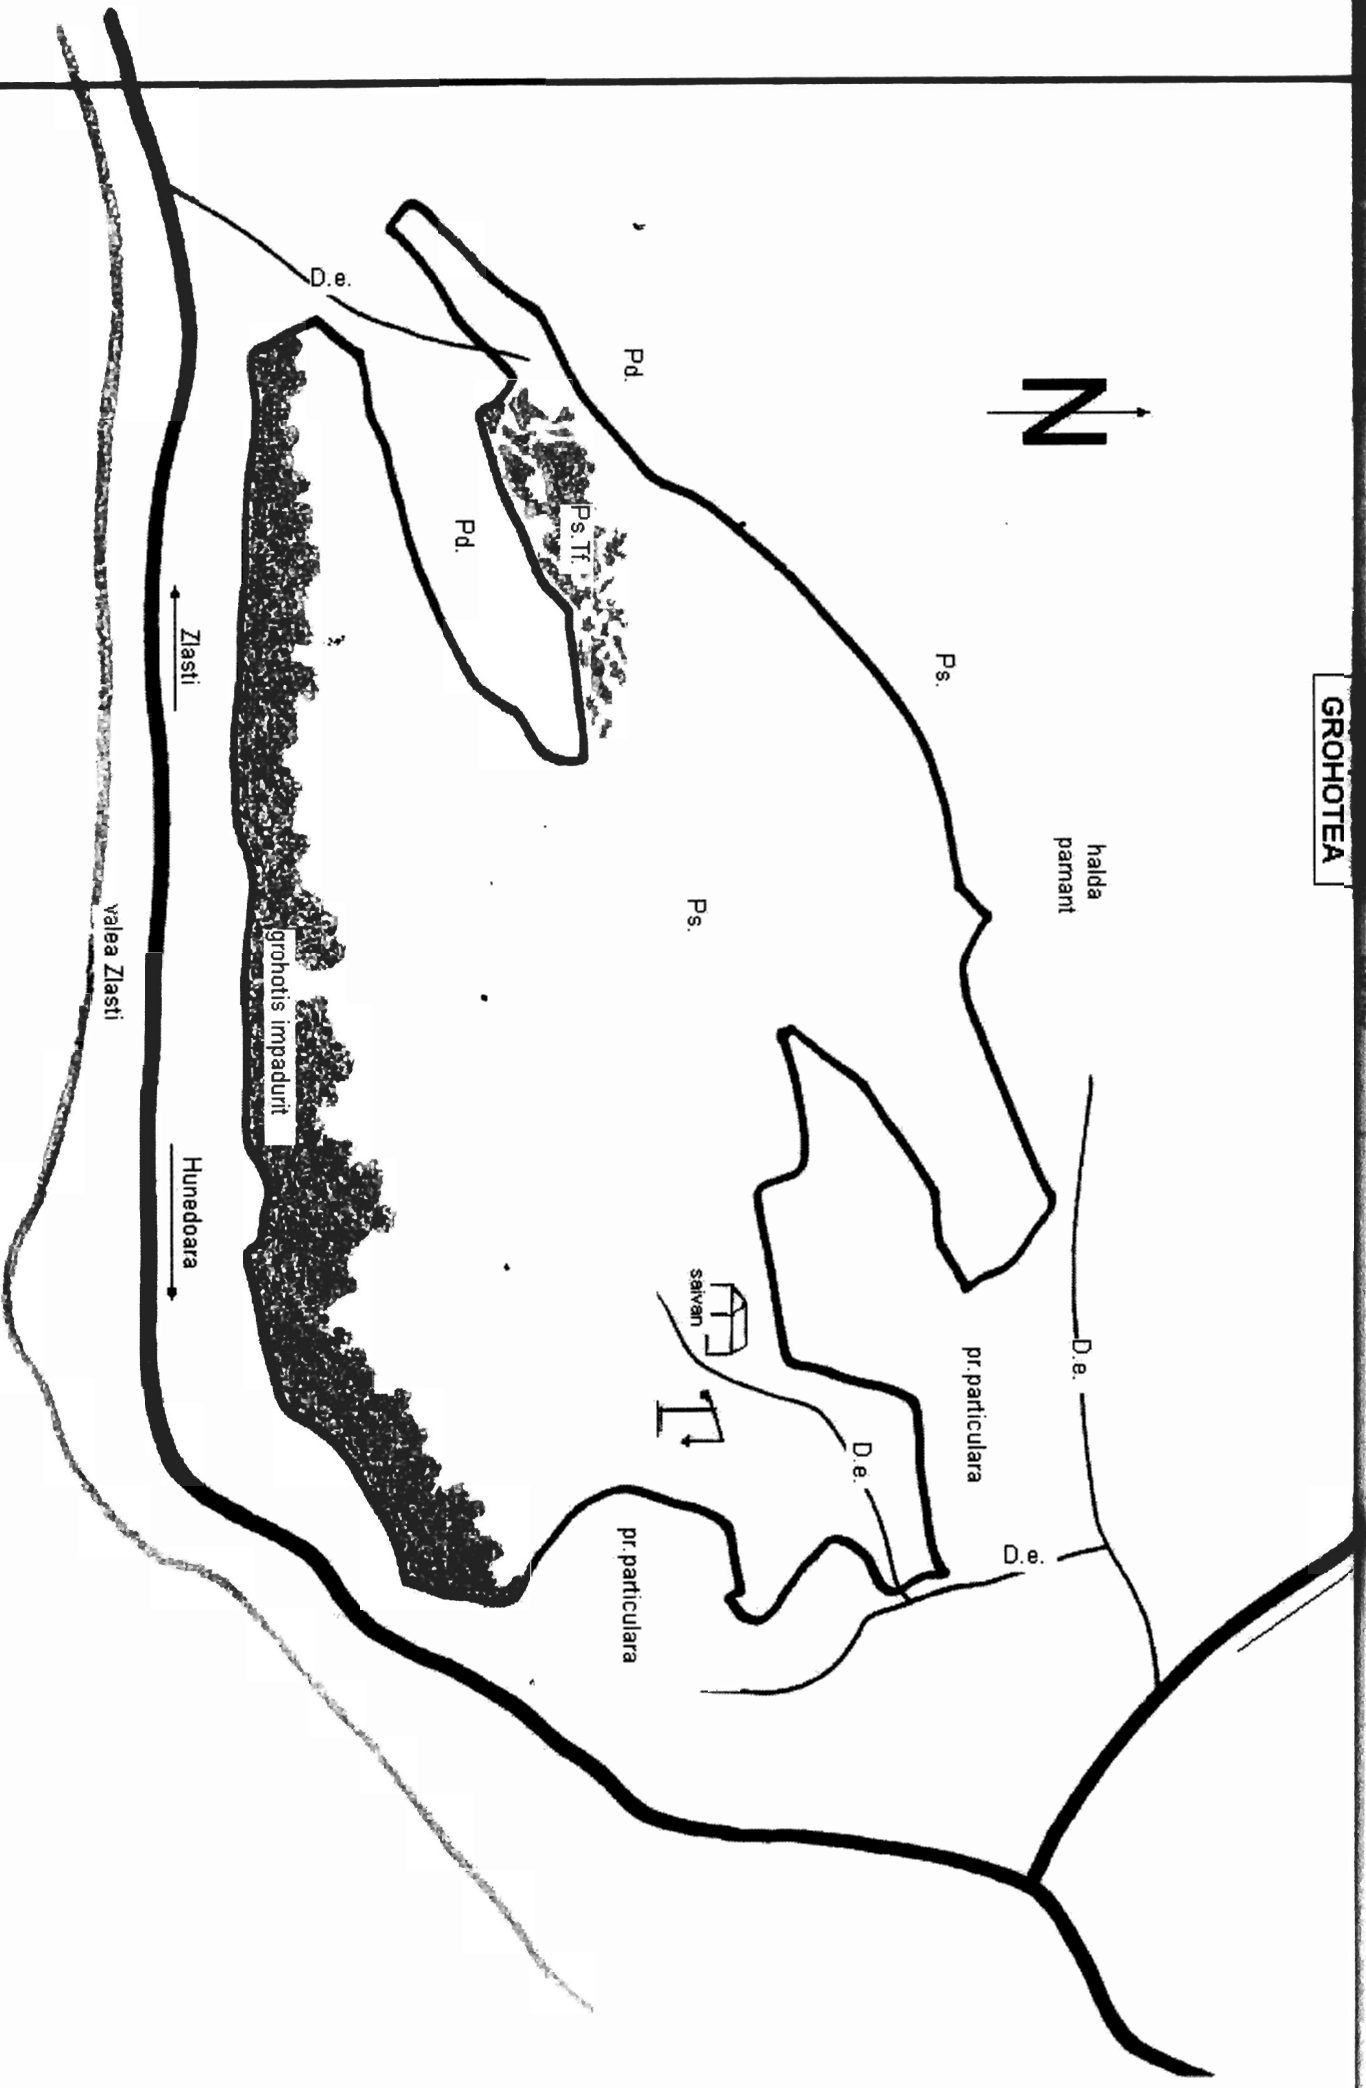 GROHOTEA
N
halda
pamant
Ps.
Pd.
D.e.
D.e.
pr.particulara
D.e.
Ps.
saivan
D.e.
pr.particulara
Ps.Tf.
Pd.
grohotis impadurit
Zlasti
Hunedoara
valea Zlasti